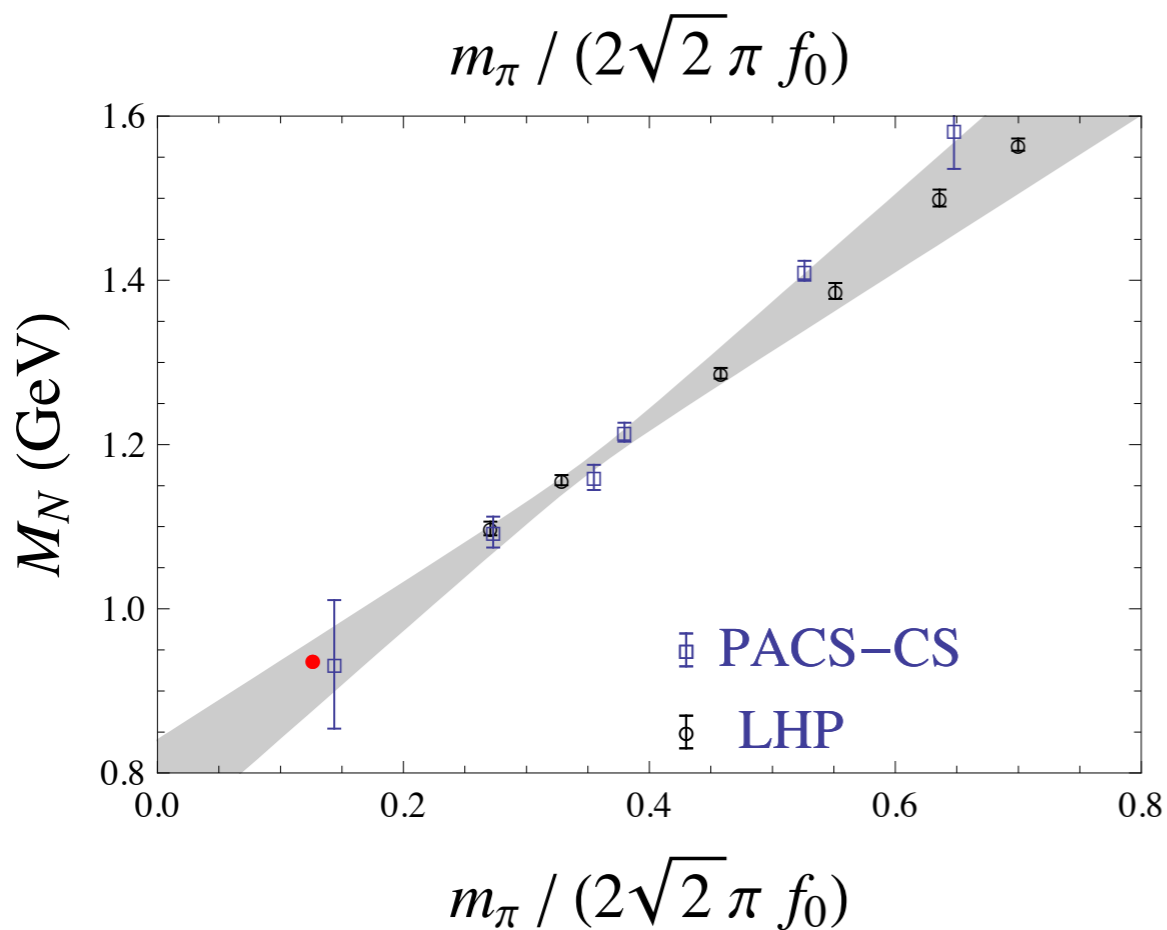 mπ / (2√2 π f0)
1.6
1.4
1.2
1.0
0.8
MN (GeV)
PACS−CS
LHP
0.0 0.2 0.4 0.6 0.8
mπ / (2√2 π f0)